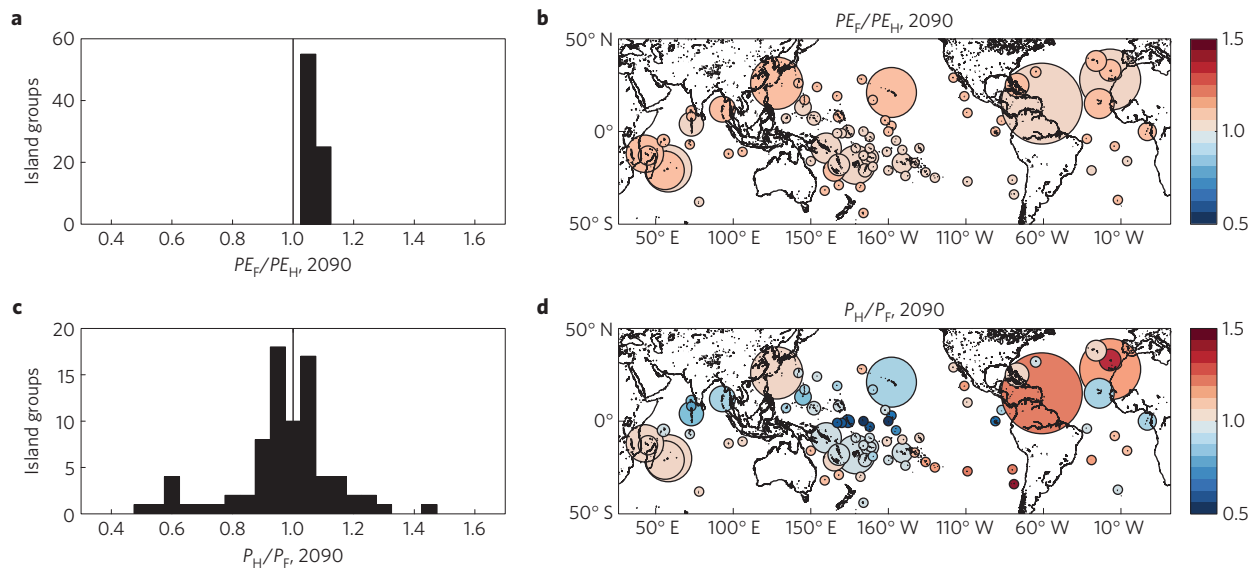 a
60
40
20
0
Island groups
0.4 0.6 0.8 1.0 1.2 1.4 1.6
PE_F/PE_H, 2090
b
PE_F/PE_H, 2090
50° N
0°
50° S
50° E 100° E 150° E 160° W 110° W 60° W 10° W
1.5
1.0
0.5
c
20
15
10
5
0
Island groups
0.4 0.6 0.8 1.0 1.2 1.4 1.6
P_H/P_F, 2090
d
P_H/P_F, 2090
50° N
0°
50° S
50° E 100° E 150° E 160° W 110° W 60° W 10° W
1.5
1.0
0.5